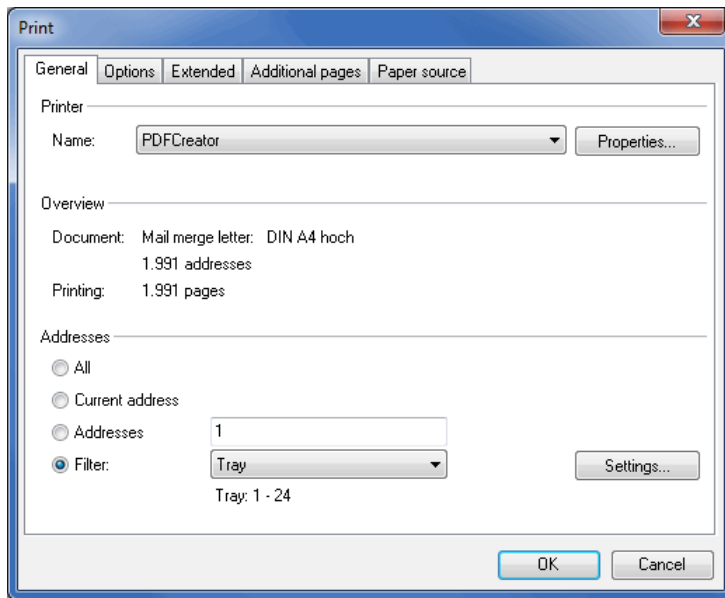 Print
General Options Extended Additional pages Paper source
Printer
Name: PDFCreator Properties...
Overview
Document: Mail merge letter: DIN A4 hoch
1.991 addresses
Printing: 1.991 pages
Addresses
All
Current address
Addresses 1
Filter: Tray Settings...
Tray: 1 - 24
OK Cancel